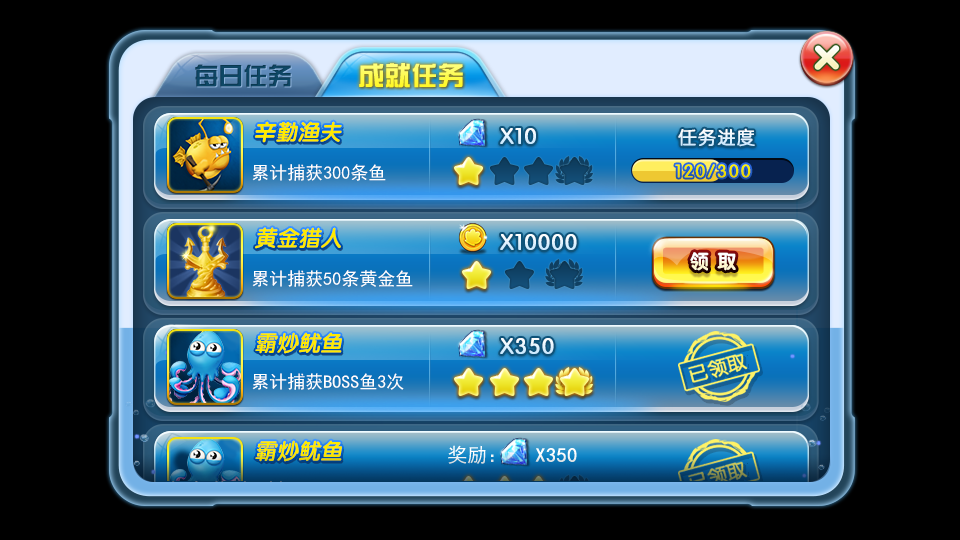 每日任务
成就任务
辛勤渔夫
X10
任务进度
累计捕获300条鱼
120/300
黄金猎人
X10000
领取
累计捕获50条黄金鱼
霸炒鱿鱼
X350
已领取
累计捕获BOSS鱼3次
霸炒鱿鱼
奖励：
X350
已领取